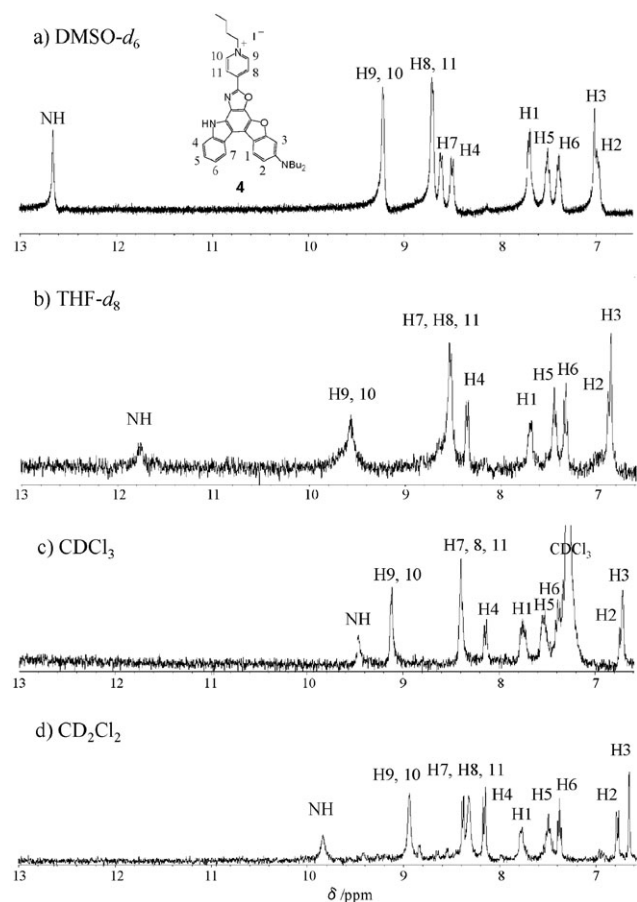 a) DMSO-d₆
I⁻
N⁺
10
9
11
8
N
O
HN
O
4
5
6
7
1
2
3
NBu₂
4
NH
H9, 10
H8, 11
H7
H4
H1
H5
H6
H3
13 12 11 10 9 8 7
b) THF-d₈
NH
H9, 10
H7, H8, 11
H4
H1
H5
H6
H2
H3
13 12 11 10 9 8 7
c) CDCl₃
NH
H9, 10
H7, 8, 11
H4
H1
H5
H6
CDCl₃
H2
H3
13 12 11 10 9 8 7
d) CD₂Cl₂
NH
H9, 10
H7, H8, 11
H4
H1
H5
H6
H2
H3
13 12 11 10 9 8 7
δ /ppm